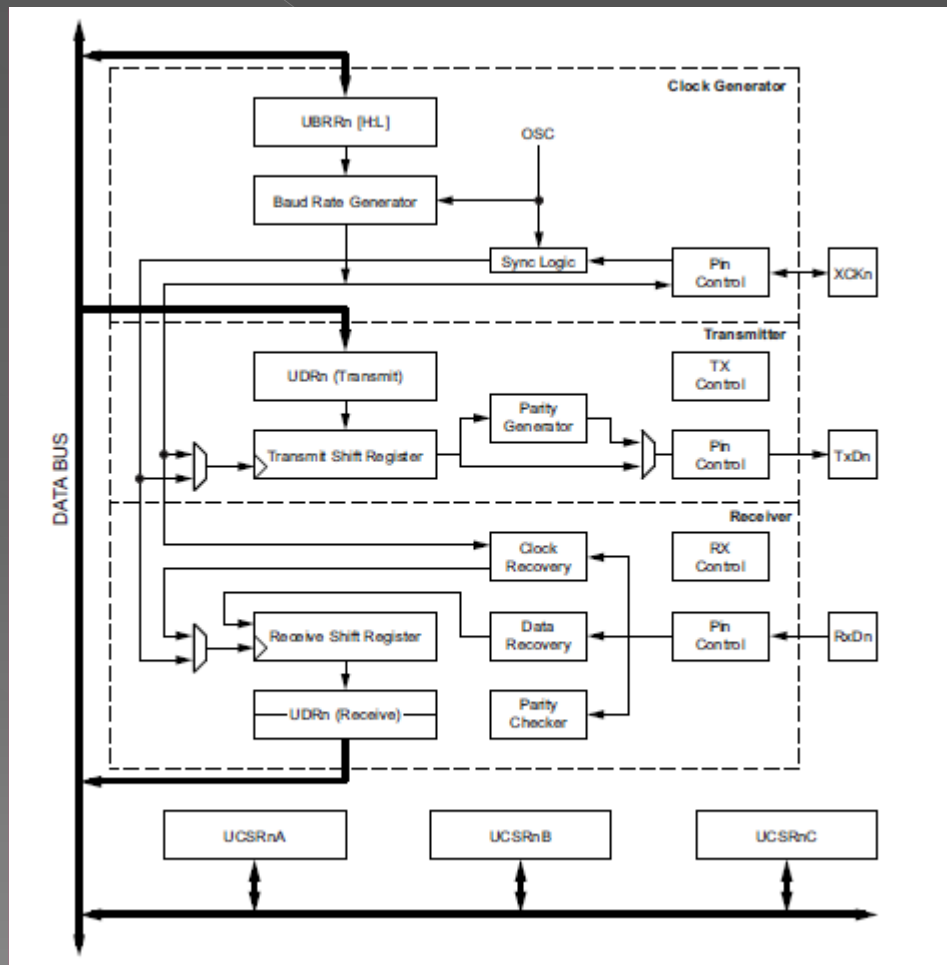 Clock Generator
UBRRn [H:L]
OSC
Baud Rate Generator
Sync Logic
Pin
Control
XCKn
Transmitter
UDRn (Transmit)
TX
Control
Parity
Generator
Transmit Shift Register
Pin
Control
TxDn
DATA BUS
Receiver
Clock
Recovery
RX
Control
Receive Shift Register
Data
Recovery
Pin
Control
RxDn
UDRn (Receive)
Parity
Checker
UCSRnA
UCSRnB
UCSRnC